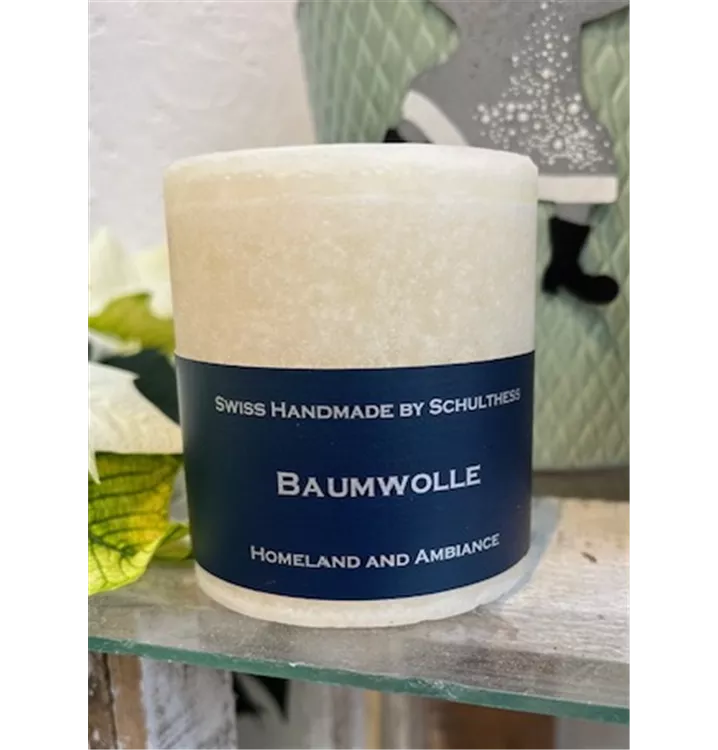 Swiss Handmade by Schulthess
Baumwolle
Homeland and Ambiance